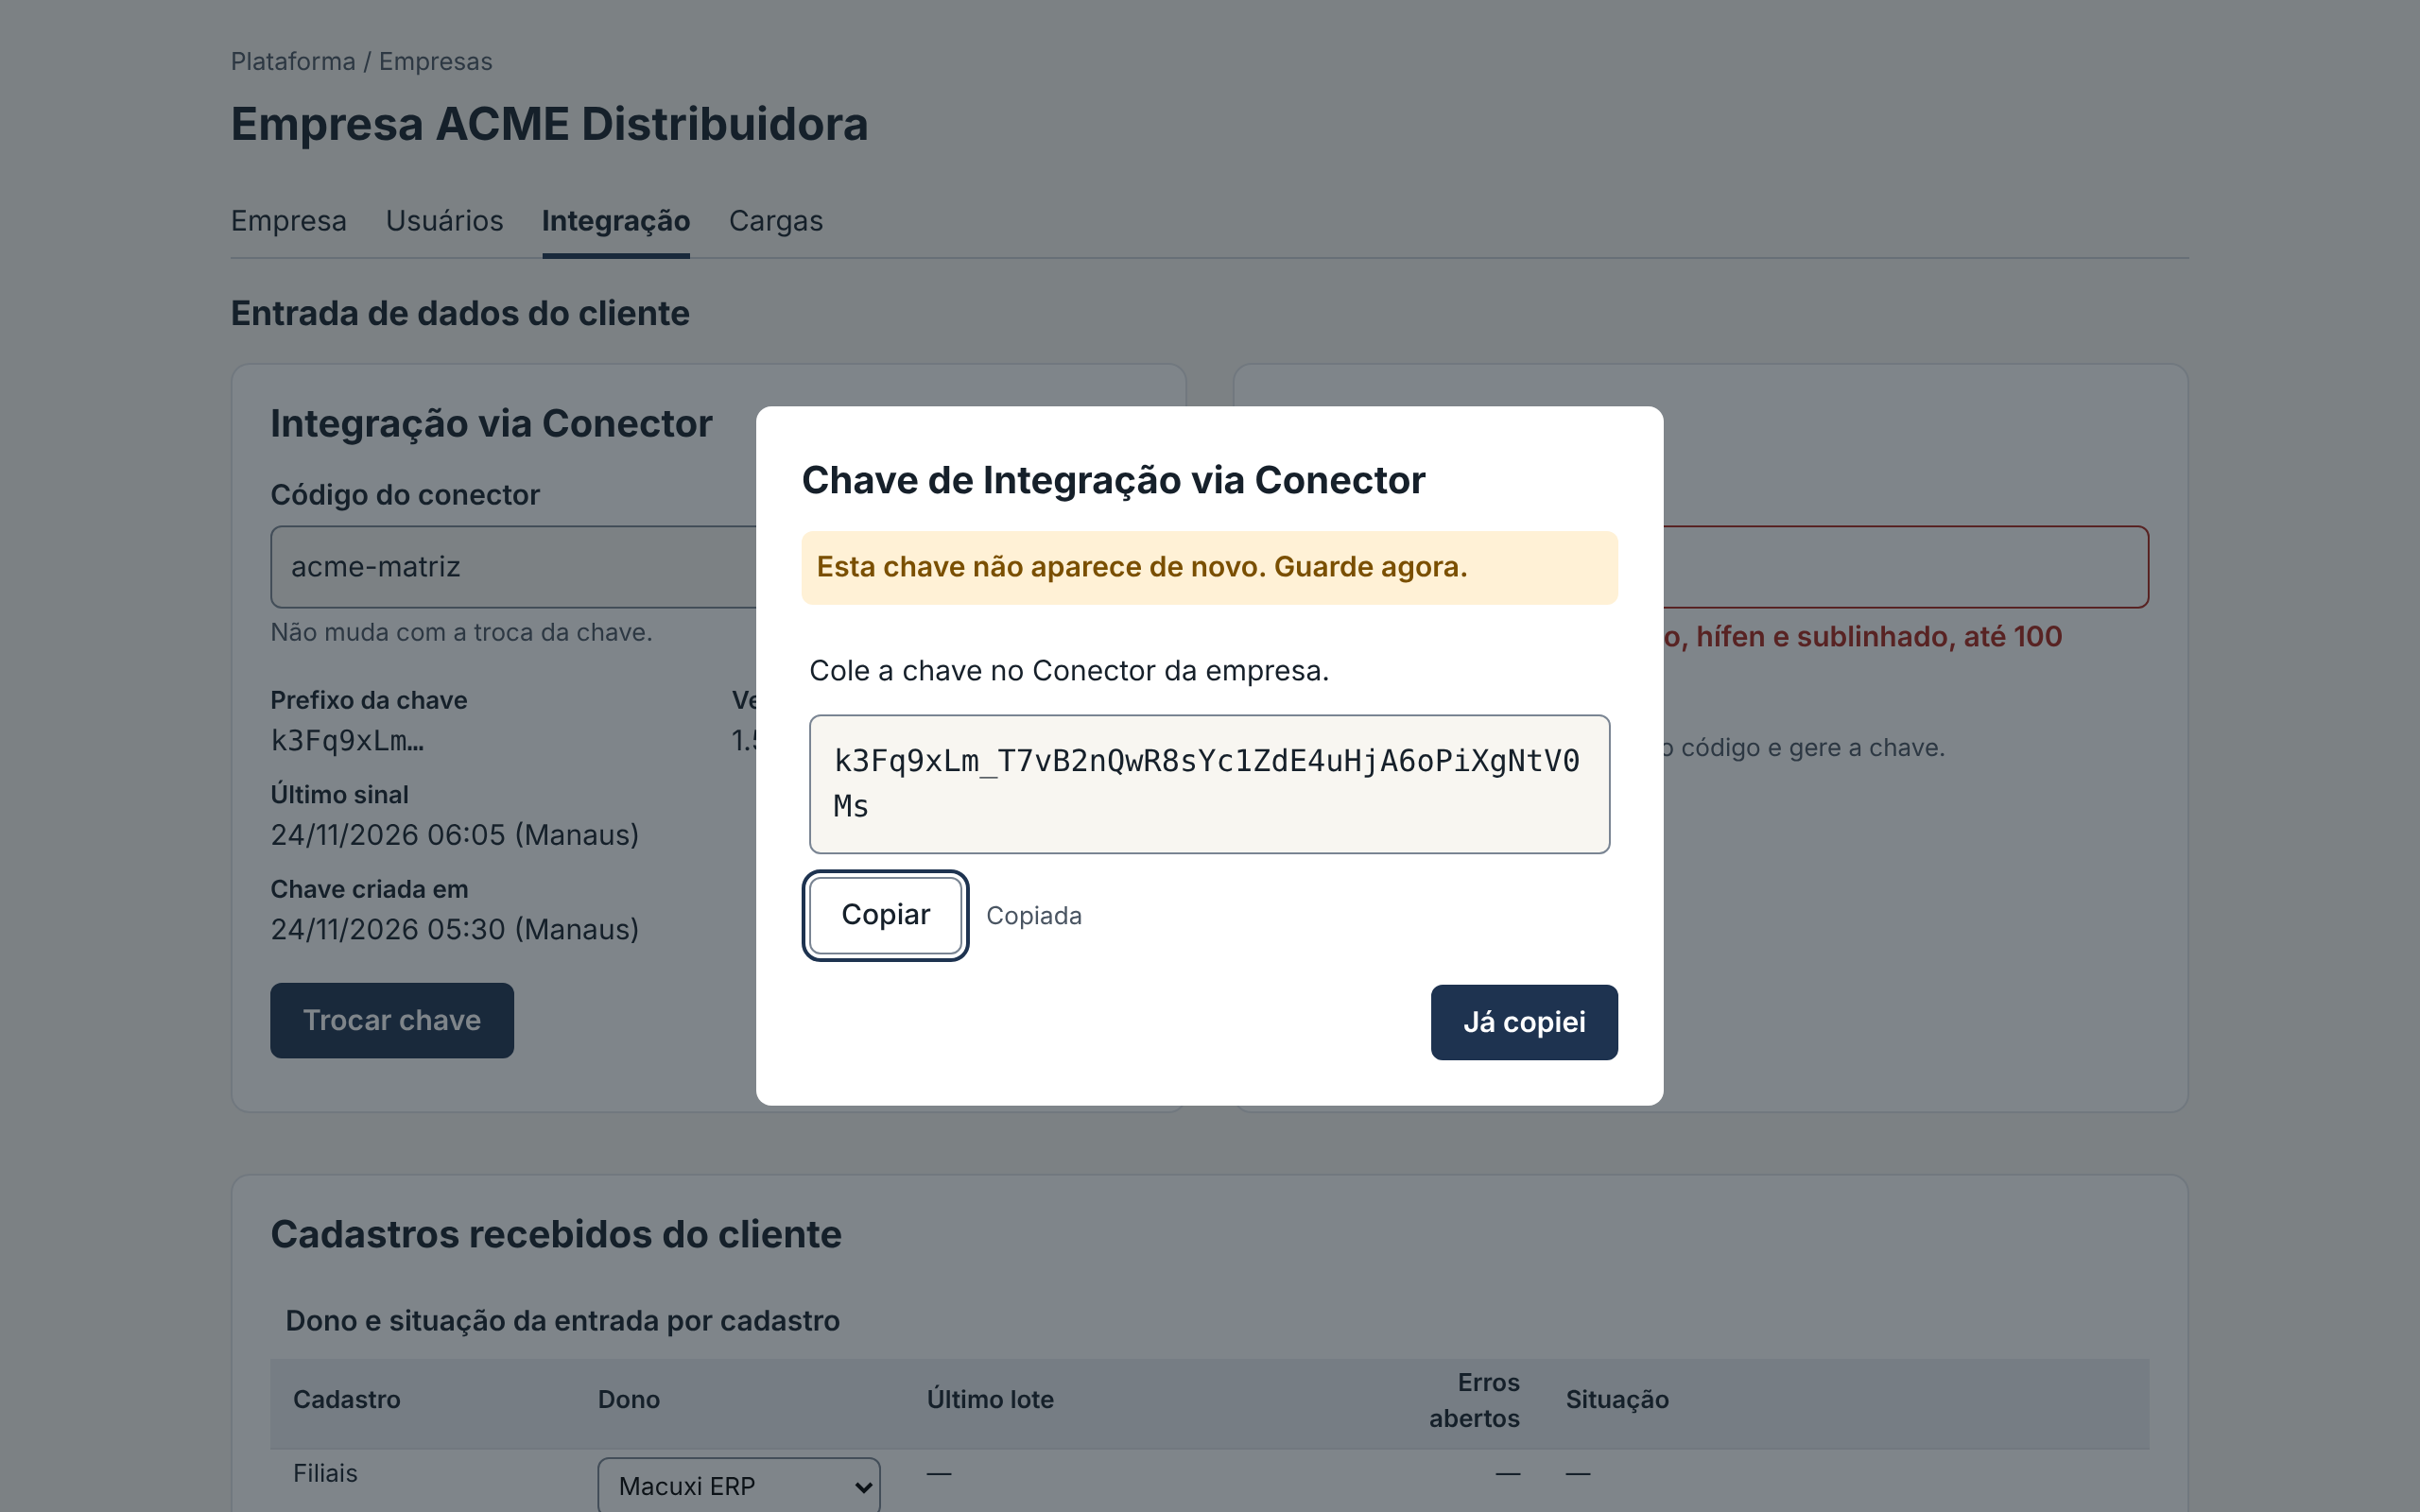 Plataforma / Empresas
Empresa ACME Distribuidora
Empresa
Usuários
Integração
Cargas
Entrada de dados do cliente
Integração via Conector
Código do conector
acme-matriz
Não muda com a troca da chave.
Prefixo da chave
k3Fq9xLm…
Último sinal
24/11/2026 06:05 (Manaus)
Chave criada em
24/11/2026 05:30 (Manaus)
Trocar chave
Chave de Integração via Conector
Esta chave não aparece de novo. Guarde agora.
Cole a chave no Conector da empresa.
k3Fq9xLm_T7vB2nQwR8sYc1ZdE4uHjA6oPiXgNtV0
Ms
Copiar
Copiada
Já copiei
hífen e sublinhado, até 100
código e gere a chave.
Cadastros recebidos do cliente
Dono e situação da entrada por cadastro
Cadastro
Dono
Último lote
Erros
abertos
Situação
Filiais
Macuxi ERP
—
—
—